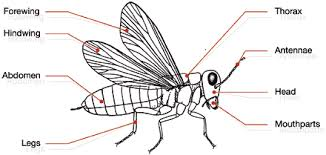 Forewing
Hindwing
Abdomen
Legs
Thorax
Antennae
Head
Mouthparts